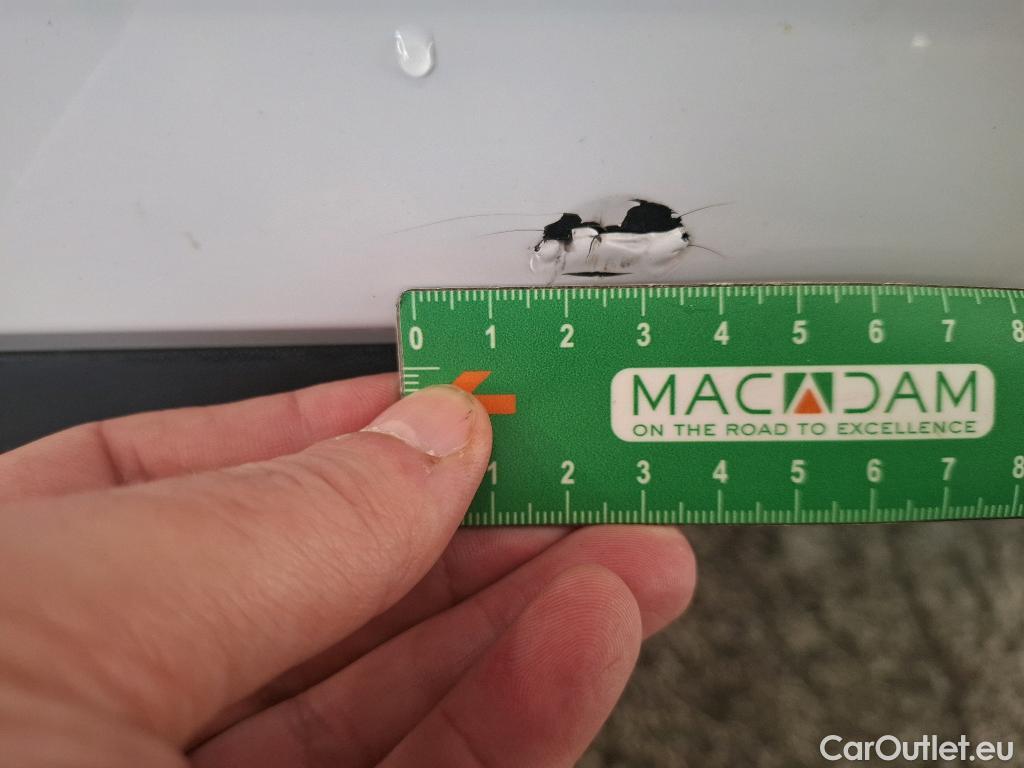 0 1 2 3 4 5 6 7 8
MACADAM
ON THE ROAD TO EXCELLENCE
1 2 3 4 5 6 7 8
CarOutlet.eu